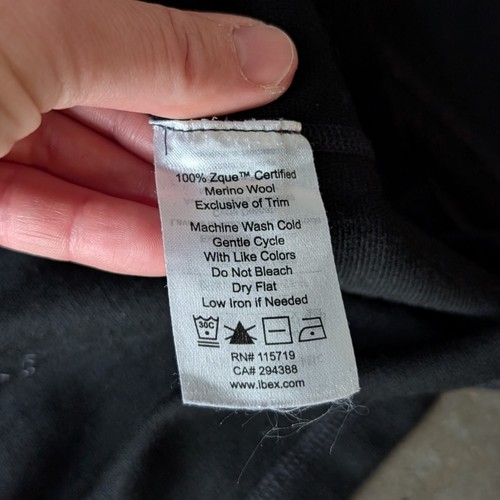 100% Zque™ Certified
Merino Wool
Exclusive of Trim
Machine Wash Cold
Gentle Cycle
With Like Colors
Do Not Bleach
Dry Flat
Low Iron if Needed
30C
RN# 115719
CA# 294388
www.ibex.com